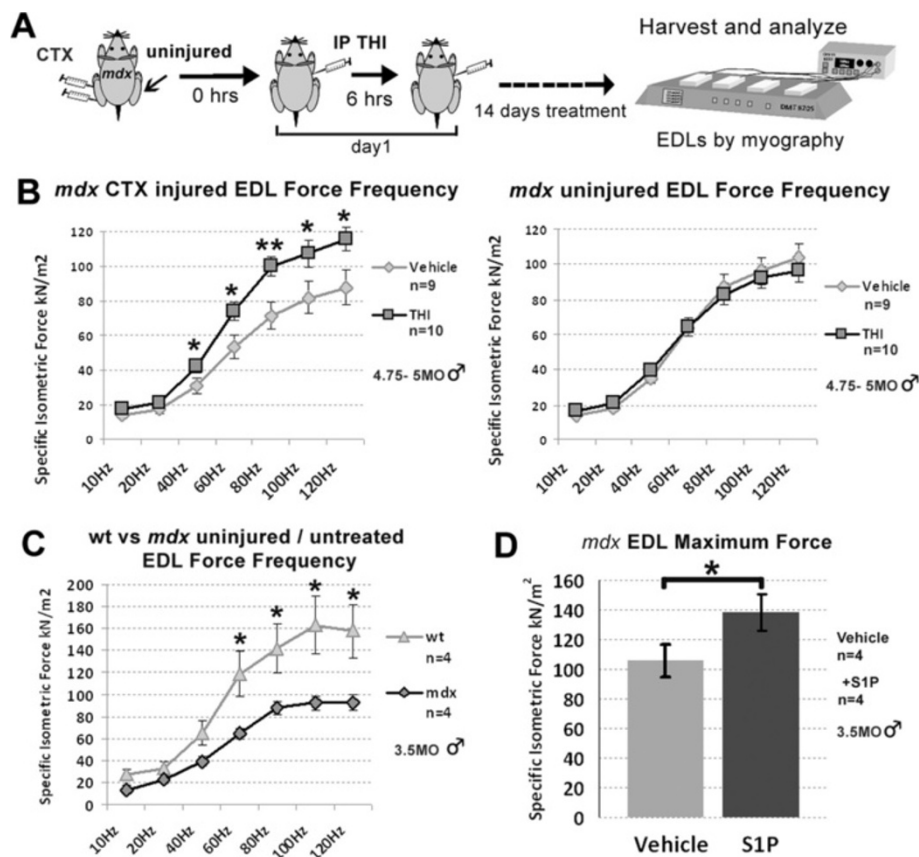 A
CTX
uninjured
mdx
0 hrs
IP THI
6 hrs
day1
14 days treatment
Harvest and analyze
EDLs by myography
B
mdx CTX injured EDL Force Frequency
Specific Isometric Force kN/m2
120
100
80
60
40
20
0
10Hz
20Hz
40Hz
60Hz
80Hz
100Hz
120Hz
*
*
**
*
*
Vehicle
n=9
THI
n=10
4.75- 5MO ♂
mdx uninjured EDL Force Frequency
Specific Isometric Force kN/m2
120
100
80
60
40
20
0
10Hz
20Hz
40Hz
60Hz
80Hz
100Hz
120Hz
Vehicle
n=9
THI
n=10
4.75- 5MO ♂
C
wt vs mdx uninjured / untreated
EDL Force Frequency
Specific Isometric Force kN/m2
200
180
160
140
120
100
80
60
40
20
0
10Hz
20Hz
40Hz
60Hz
80Hz
100Hz
120Hz
*
*
*
*
wt
n=4
mdx
n=4
3.5MO ♂
D
mdx EDL Maximum Force
Specific Isometric Force kN/m²
160
140
120
100
80
60
40
20
0
*
Vehicle
S1P
Vehicle
n=4
+S1P
n=4
3.5MO ♂